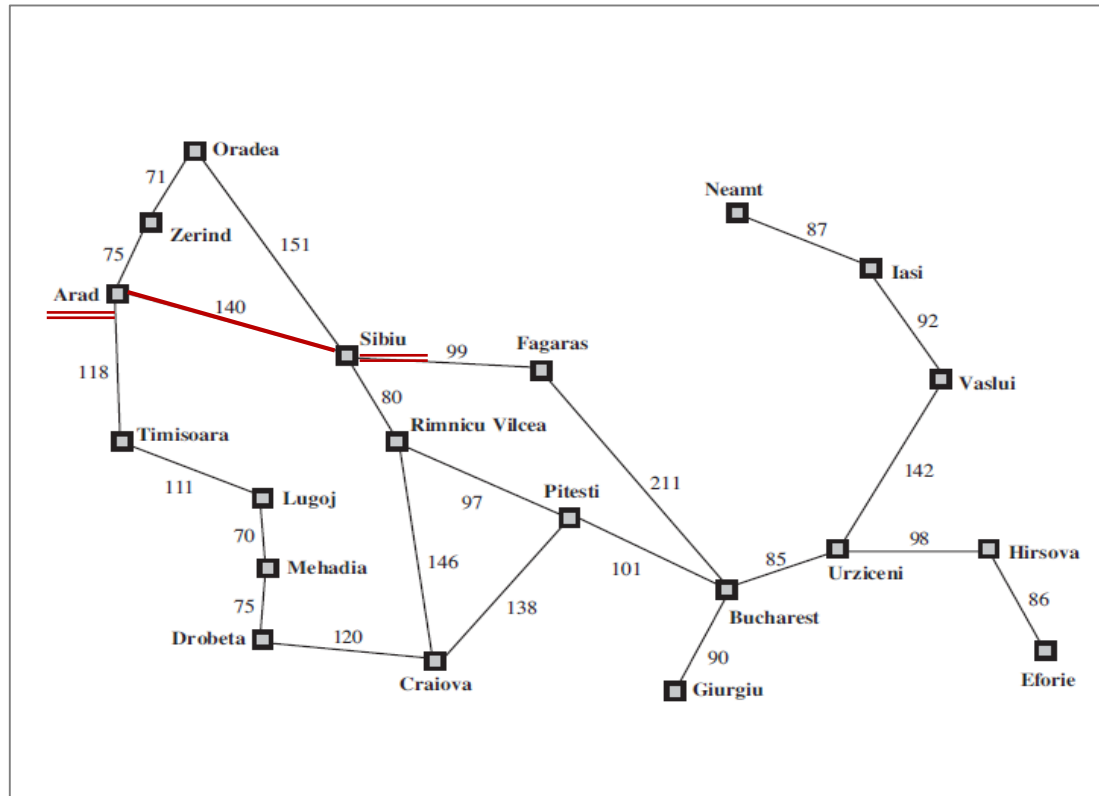 Oradea
71
Neamt
Zerind
87
151
75
Iasi
Arad
140
92
Sibiu
Fagaras
99
118
Vaslui
80
Timisoara
Rimnicu Vilcea
142
111
Pitesti
211
Lugoj
97
70
98
Hirsova
Mehadia
146
101
85
Urziceni
86
75
138
Bucharest
Drobeta
120
90
Eforie
Craiova
Giurgiu